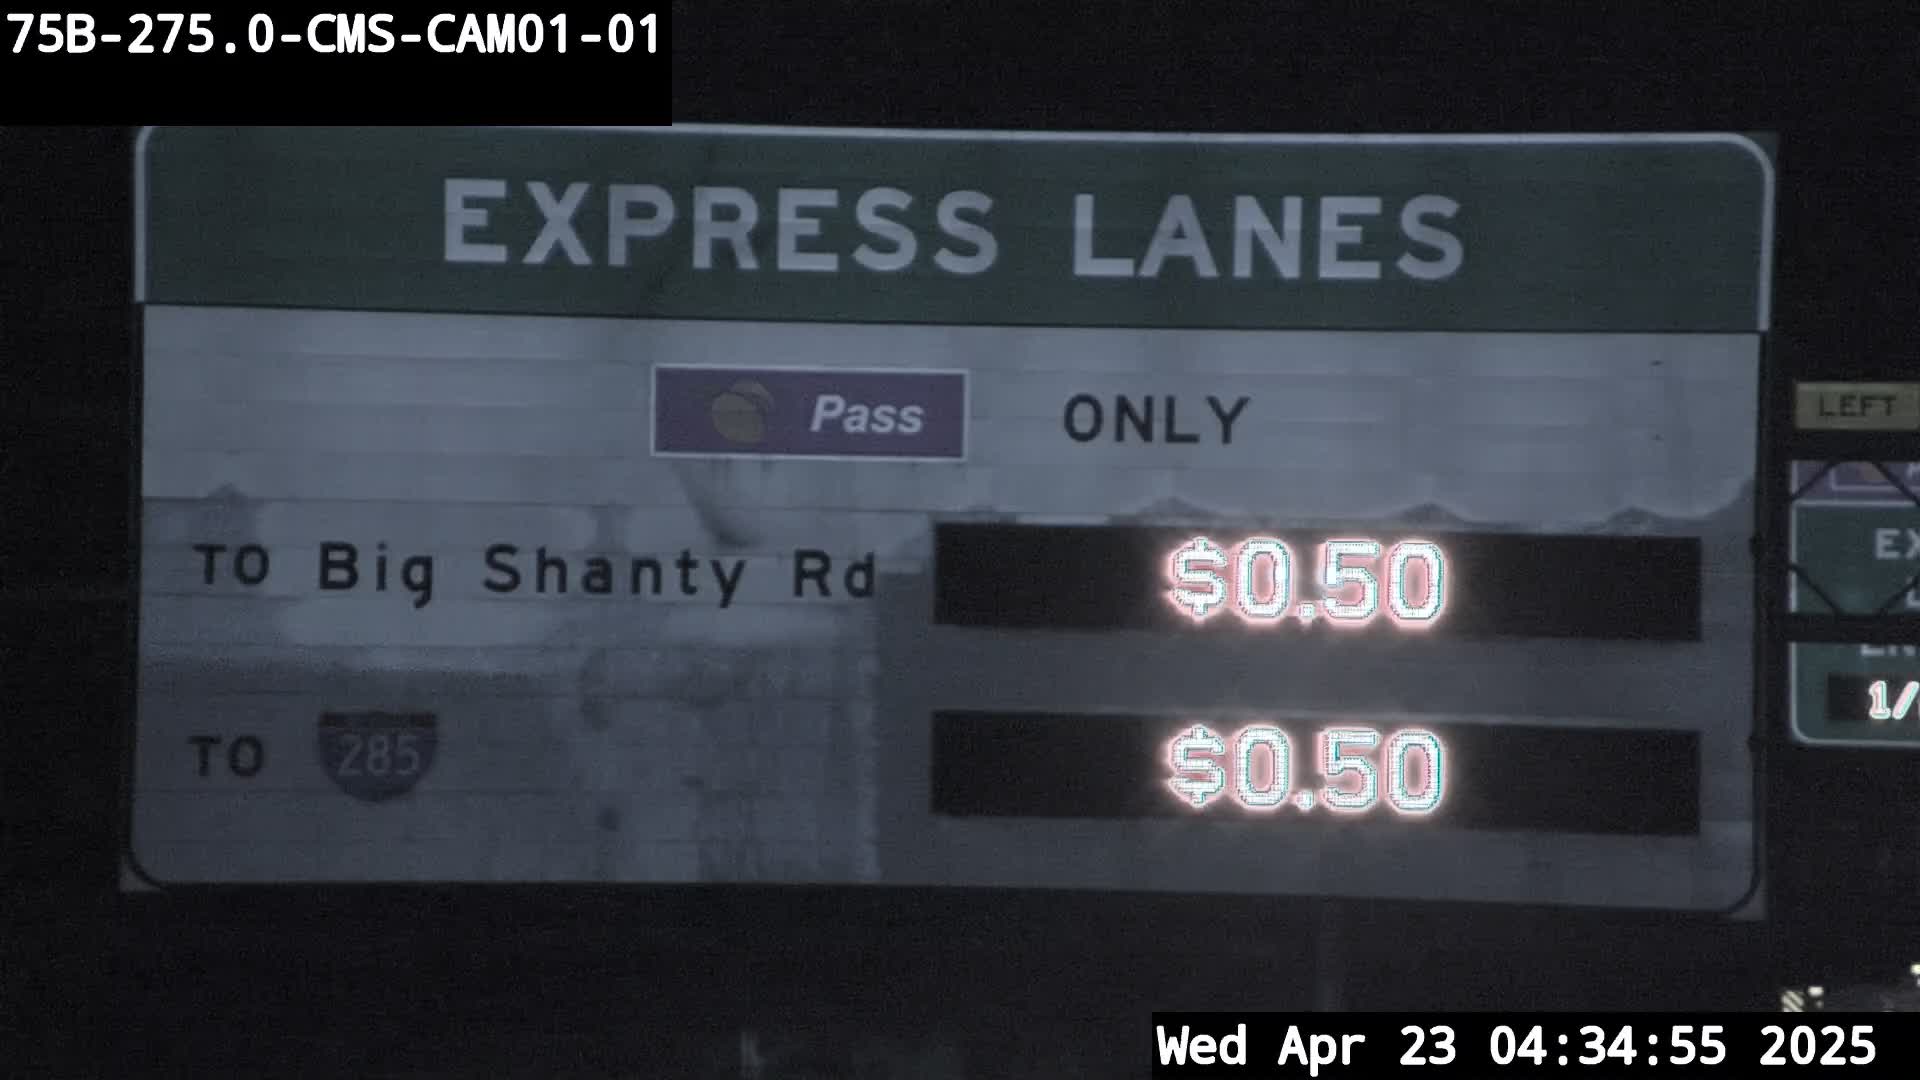 75B-275.0-CMS-CAM01-01
EXPRESS LANES
Pass ONLY
TO Big Shanty Rd $0.50
TO 285 $0.50
LEFT
Wed Apr 23 04:34:55 2025